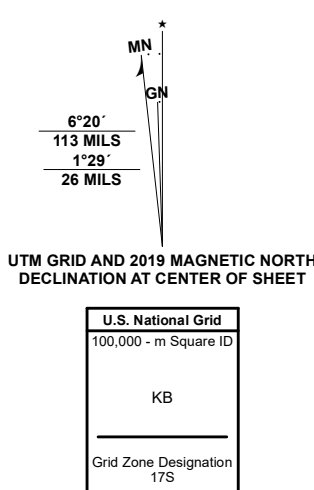 ★
MN
GN
6°20´
113 MILS
1°29´
26 MILS
UTM GRID AND 2019 MAGNETIC NORTH
DECLINATION AT CENTER OF SHEET
U.S. National Grid
100,000 - m Square ID
KB
Grid Zone Designation
17S